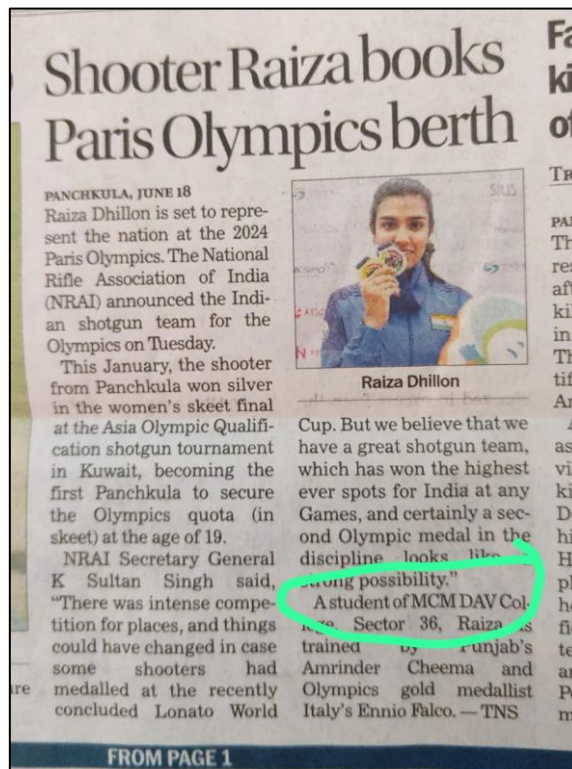 Shooter Raiza books
Paris Olympics berth
PANCHKULA, JUNE 18
Raiza Dhillon is set to repre-
sent the nation at the 2024
Paris Olympics. The National
Rifle Association of India
(NRAI) announced the Indi-
an shotgun team for the
Olympics on Tuesday.
This January, the shooter
from Panchkula won silver
in the women's skeet final
at the Asia Olympic Qualifi-
cation shotgun tournament
in Kuwait, becoming the
first Panchkula to secure
the Olympics quota (in
skeet) at the age of 19.
NRAI Secretary General
K Sultan Singh said,
"There was intense compe-
tition for places, and things
could have changed in case
some shooters had
medalled at the recently
concluded Lonato World
Raiza Dhillon
Cup. But we believe that we
have a great shotgun team,
which has won the highest
ever spots for India at any
Games, and certainly a sec-
ond Olympic medal in the
discipline looks like
strong possibility."
A student of MCM DAV Col-
lege, Sector 36, Raiza is
trained by Punjab's
Amrinder Cheema and
Olympics gold medallist
Italy's Ennio Falco. — TNS
FROM PAGE 1